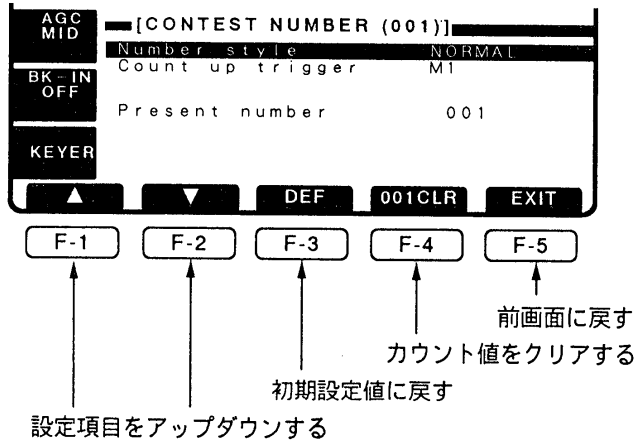 AGC
MID
[CONTEST NUMBER (001)]
Number style NORMAL
Count up trigger M1
BK-IN
OFF
Present number 001
KEYER
▲ ▼ DEF 001CLR EXIT
F-1 F-2 F-3 F-4 F-5
前画面に戻す
カウント値をクリアする
初期設定値に戻す
設定項目をアップダウンする